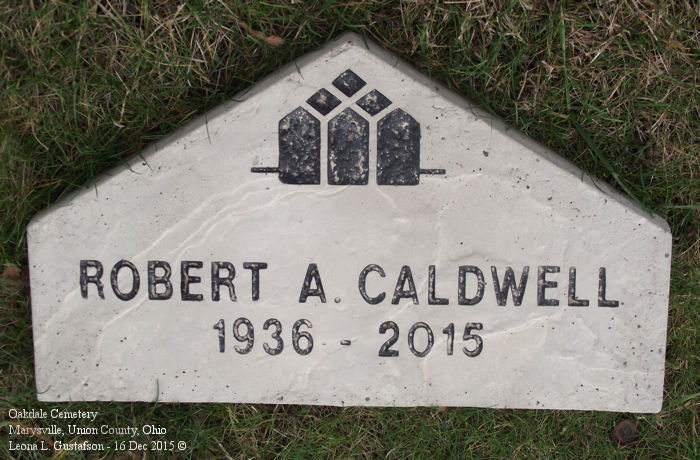 ROBERT A. CALDWELL
1936 - 2015
Oakdale Cemetery
Marysville, Union County, Ohio
Leona L. Gustafson - 16 Dec 2015 ©